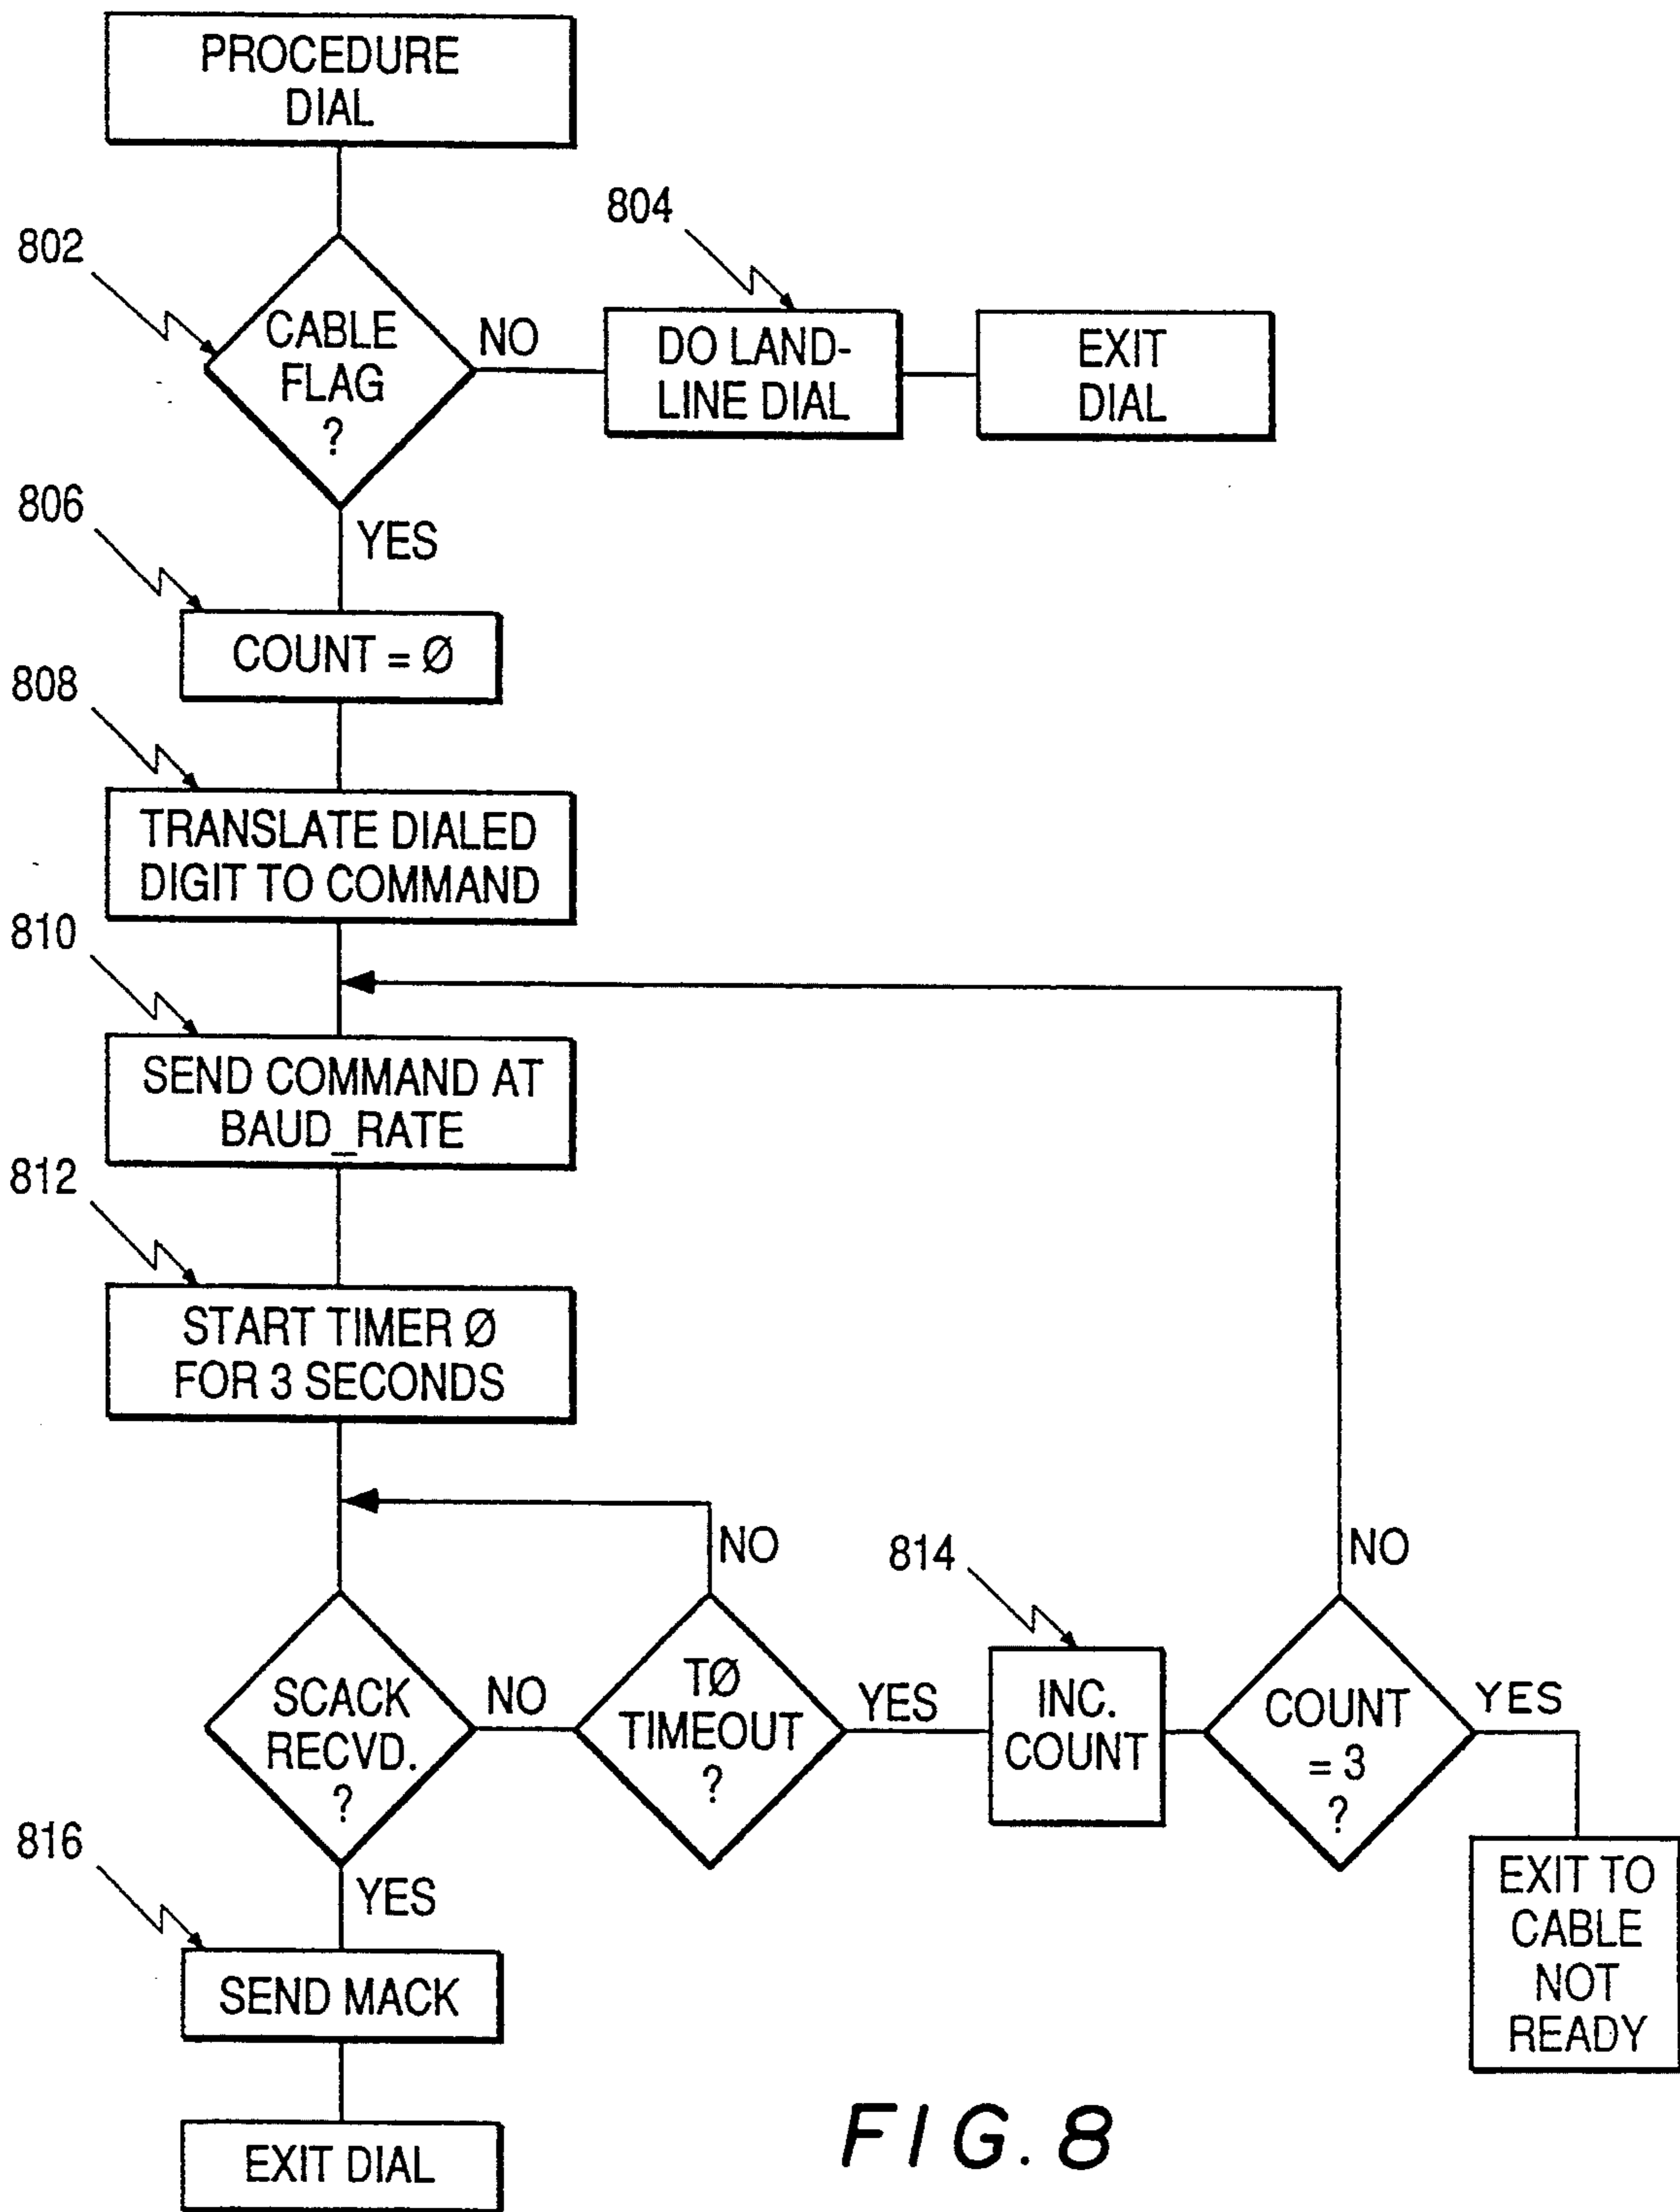 PROCEDURE
DIAL
802
CABLE
FLAG
?
NO
804
DO LAND-
LINE DIAL
EXIT
DIAL
YES
806
COUNT = Ø
808
TRANSLATE DIALED
DIGIT TO COMMAND
810
SEND COMMAND AT
BAUD_RATE
812
START TIMER Ø
FOR 3 SECONDS
SCACK
RECVD.
?
NO
TØ
TIMEOUT
?
NO
YES
814
INC.
COUNT
COUNT
= 3
?
NO
YES
EXIT TO
CABLE
NOT
READY
YES
816
SEND MACK
EXIT DIAL
FIG. 8